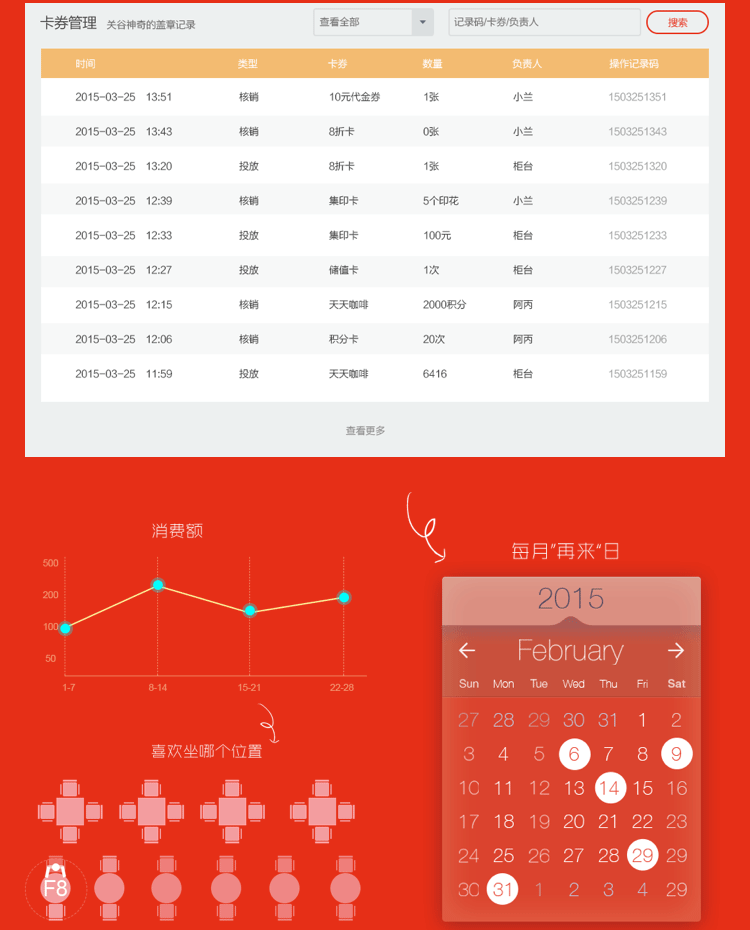 卡券管理 关谷神奇的盖章记录 查看全部 记录码/卡券/负责人 搜索
时间 类型 卡券 数量 负责人 操作记录码
2015-03-25 13:51 核销 10元代金券 1张 小兰 1503251351
2015-03-25 13:43 核销 8折卡 0张 小兰 1503251343
2015-03-25 13:20 投放 8折卡 1张 柜台 1503251320
2015-03-25 12:39 核销 集印卡 5个印花 小兰 1503251239
2015-03-25 12:33 投放 集印卡 100元 柜台 1503251233
2015-03-25 12:27 投放 储值卡 1次 柜台 1503251227
2015-03-25 12:15 核销 天天咖啡 2000积分 阿丙 1503251215
2015-03-25 12:06 核销 积分卡 20次 阿丙 1503251206
2015-03-25 11:59 投放 天天咖啡 6416 柜台 1503251159
查看更多
消费额
500
200
100
50
1-7 8-14 15-21 22-28
喜欢坐哪个位置
F8
每月”再来“日
2015
February
Sun Mon Tue Wed Thu Fri Sat
27 28 29 30 31 1 2
3 4 5 6 7 8 9
10 11 12 13 14 15 16
17 18 19 20 21 22 23
24 25 26 27 28 29 29
30 31 1 2 3 4 29